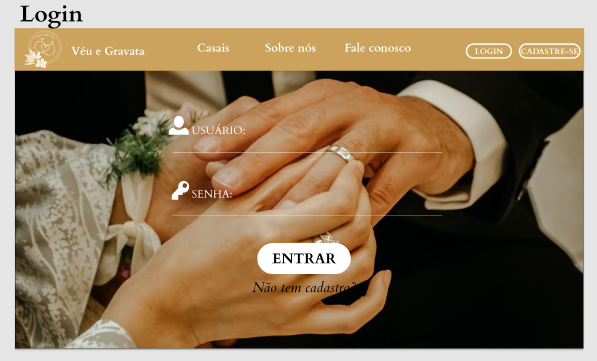 Login
Véu e Gravata
Casais
Sobre nós
Fale conosco
LOGIN
CADASTRE-SE
USUÁRIO:
SENHA:
ENTRAR
Não tem cadastro?